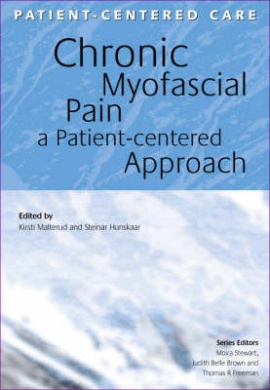 PATIENT-CENTERED CARE
Chronic
Myofascial
Pain
a Patient-centered
Approach
Edited by
Kirsti Malterud and Steinar Hunskaar
Series Editors
Moira Stewart,
Judith Belle Brown and
Thomas R Freeman